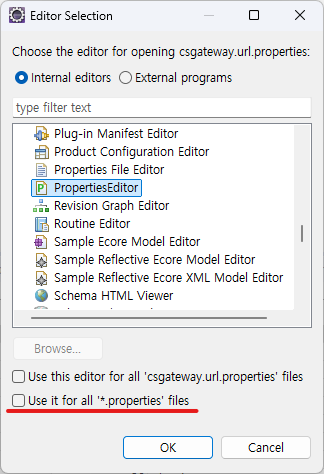 Editor Selection
Choose the editor for opening csgateway.url.properties:
Internal editors External programs
type filter text
Plug-in Manifest Editor
Product Configuration Editor
Properties File Editor
PropertiesEditor
Revision Graph Editor
Routine Editor
Sample Ecore Model Editor
Sample Reflective Ecore Model Editor
Sample Reflective Ecore XML Model Editor
Schema HTML Viewer
Browse...
Use this editor for all 'csgateway.url.properties' files
Use it for all '*.properties' files
OK Cancel